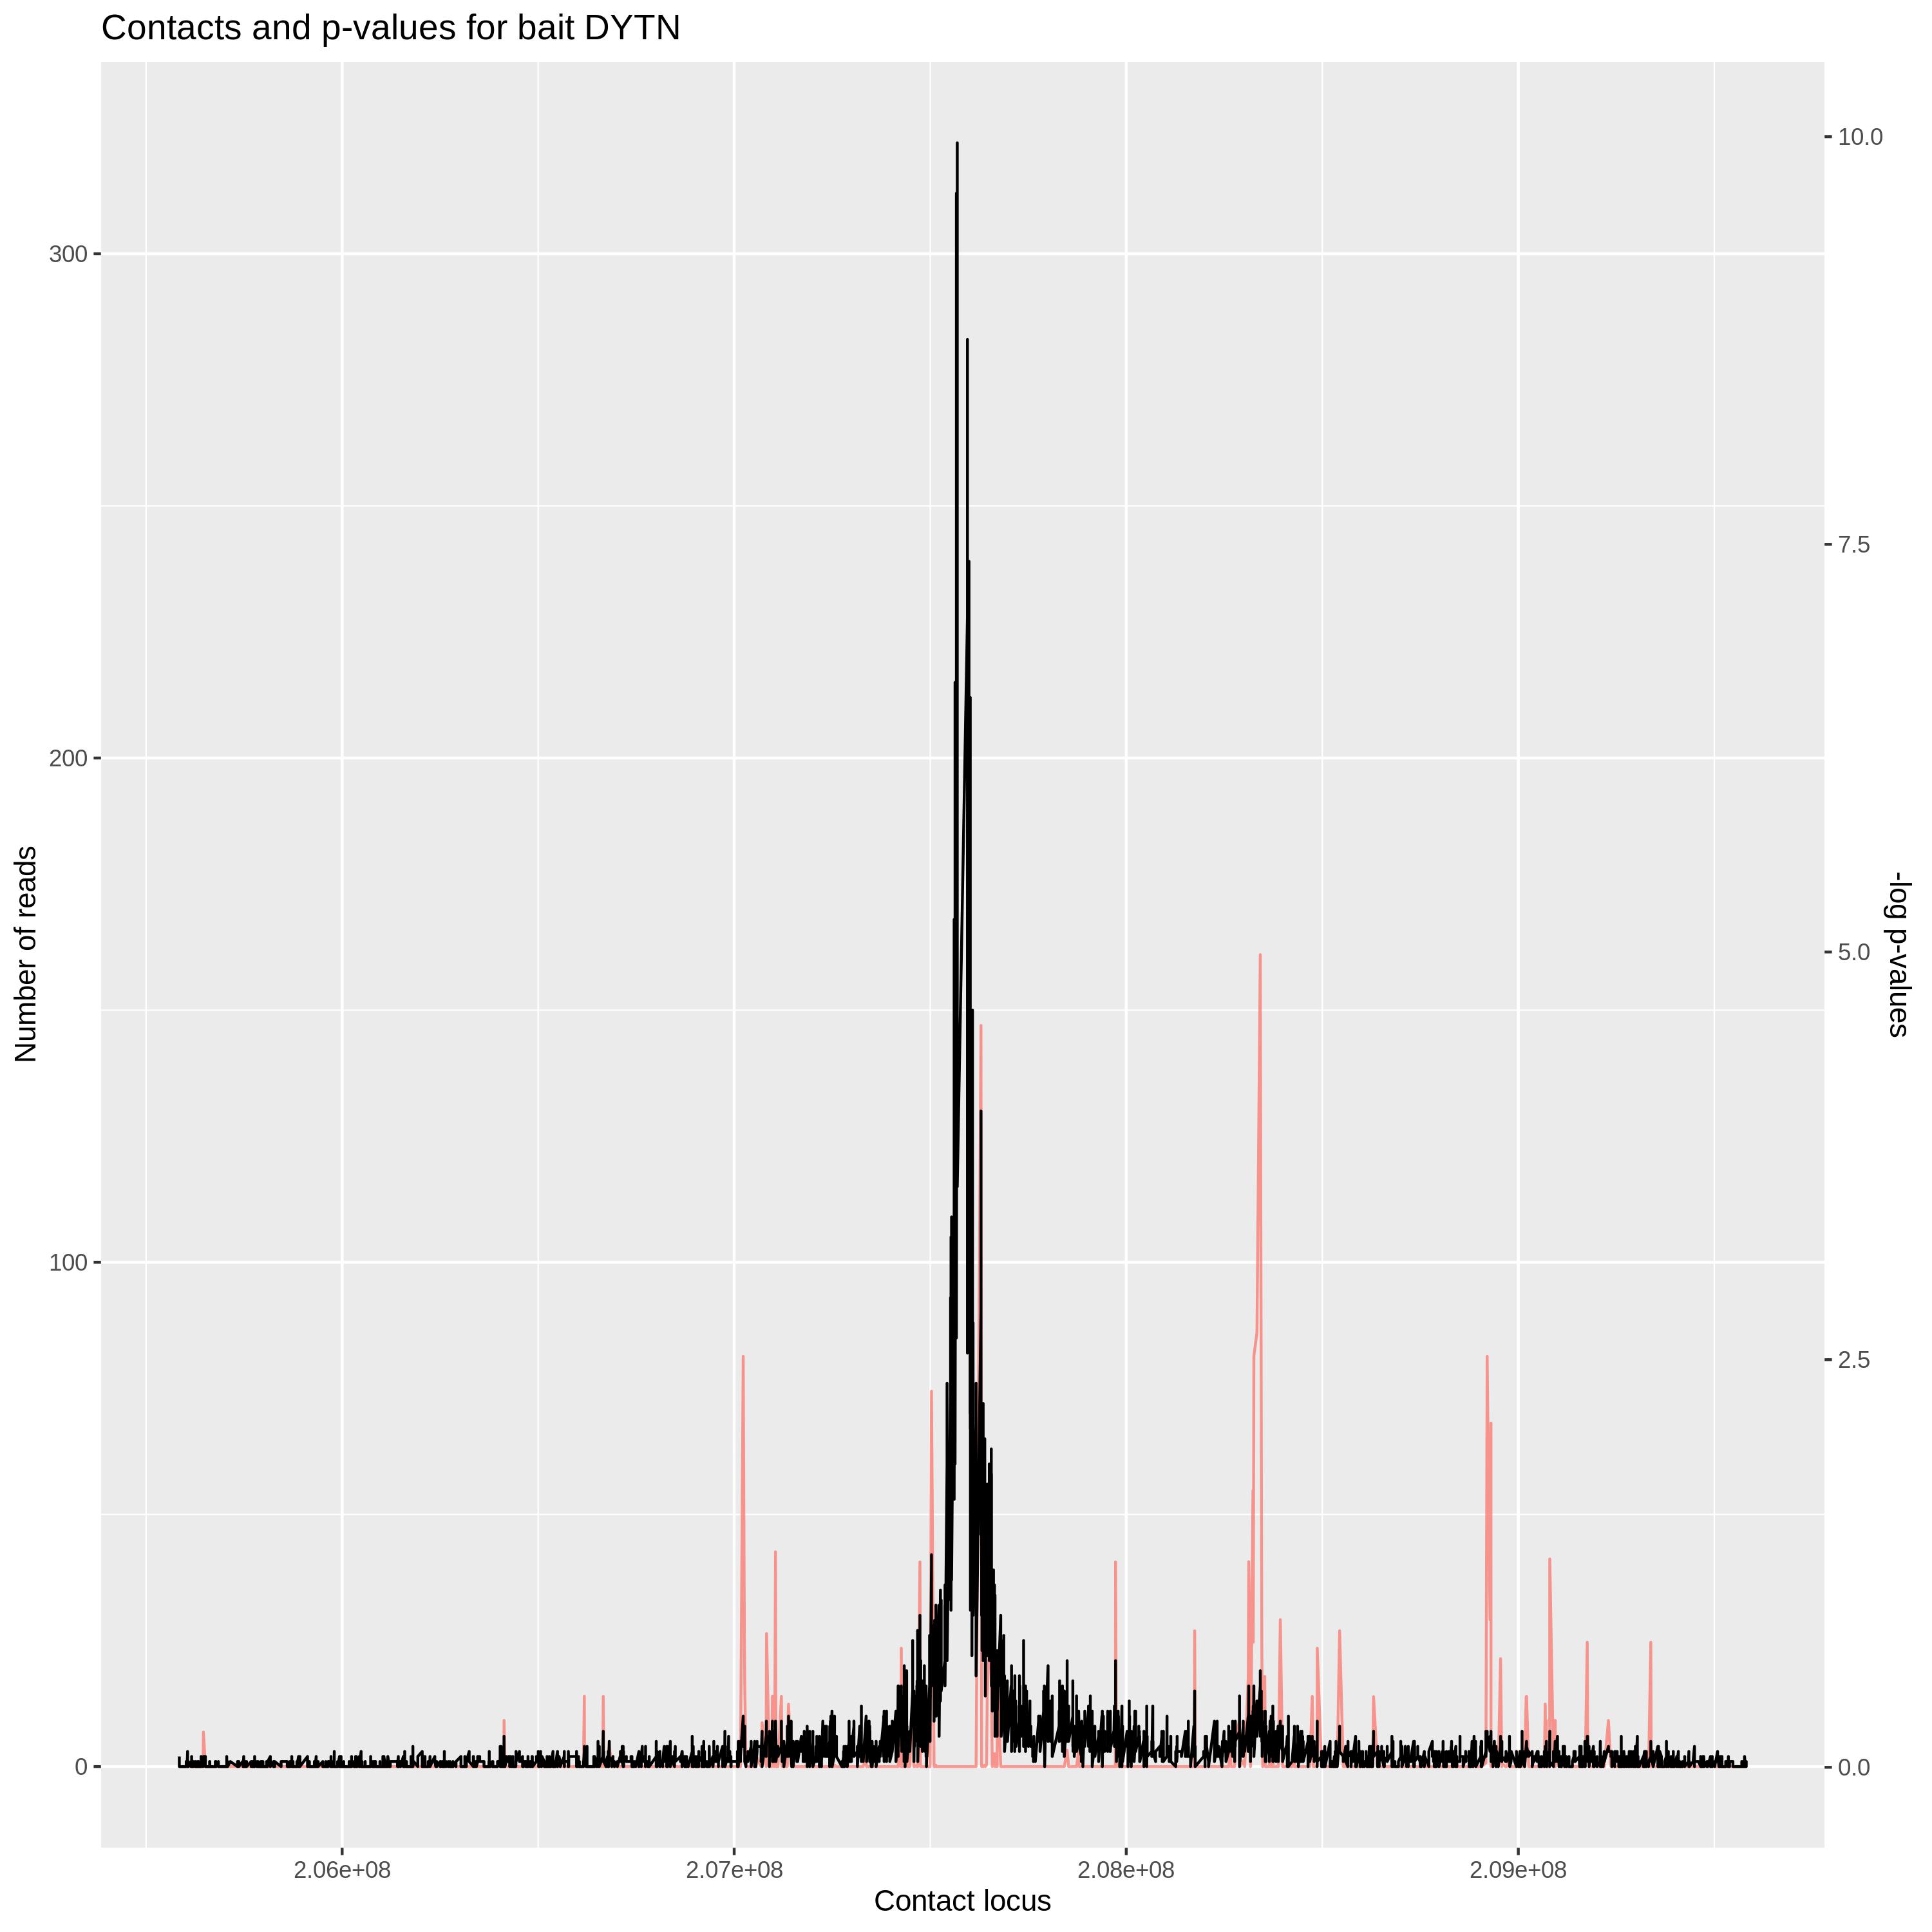 Contacts and p-values for bait DYTN
Number of reads
300
200
100
0
10.0
7.5
5.0
2.5
0.0
-log p-values
2.06e+08 2.07e+08 2.08e+08 2.09e+08
Contact locus